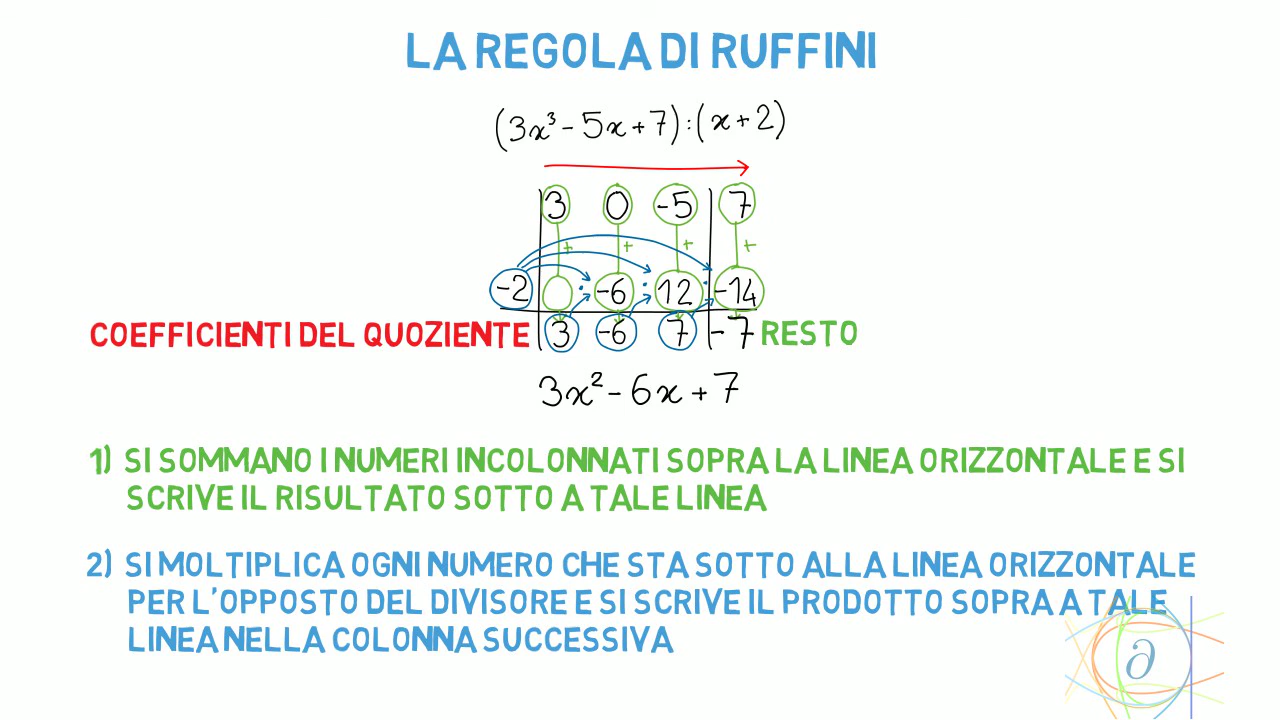 LA REGOLA DI RUFFINI
(3x³ - 5x + 7) : (x + 2)
3 0 -5 7
+ + + +
-2 · -6 · 12 · -14
COEFFICIENTI DEL QUOZIENTE 3 -6 7 -7 RESTO
3x² - 6x + 7
1) SI SOMMANO I NUMERI INCOLONNATI SOPRA LA LINEA ORIZZONTALE E SI
SCRIVE IL RISULTATO SOTTO A TALE LINEA
2) SI MOLTIPLICA OGNI NUMERO CHE STA SOTTO ALLA LINEA ORIZZONTALE
PER L'OPPOSTO DEL DIVISORE E SI SCRIVE IL PRODOTTO SOPRA A TALE
LINEA NELLA COLONNA SUCCESSIVA
∂